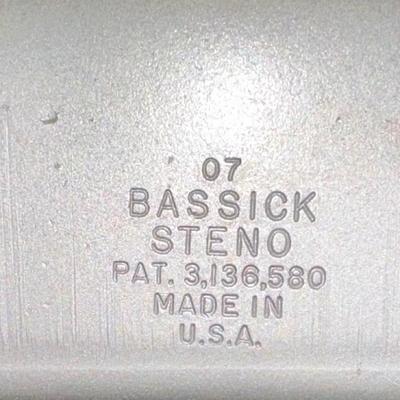 07
BASSICK
STENO
PAT. 3,136,580
MADE IN
U.S.A.